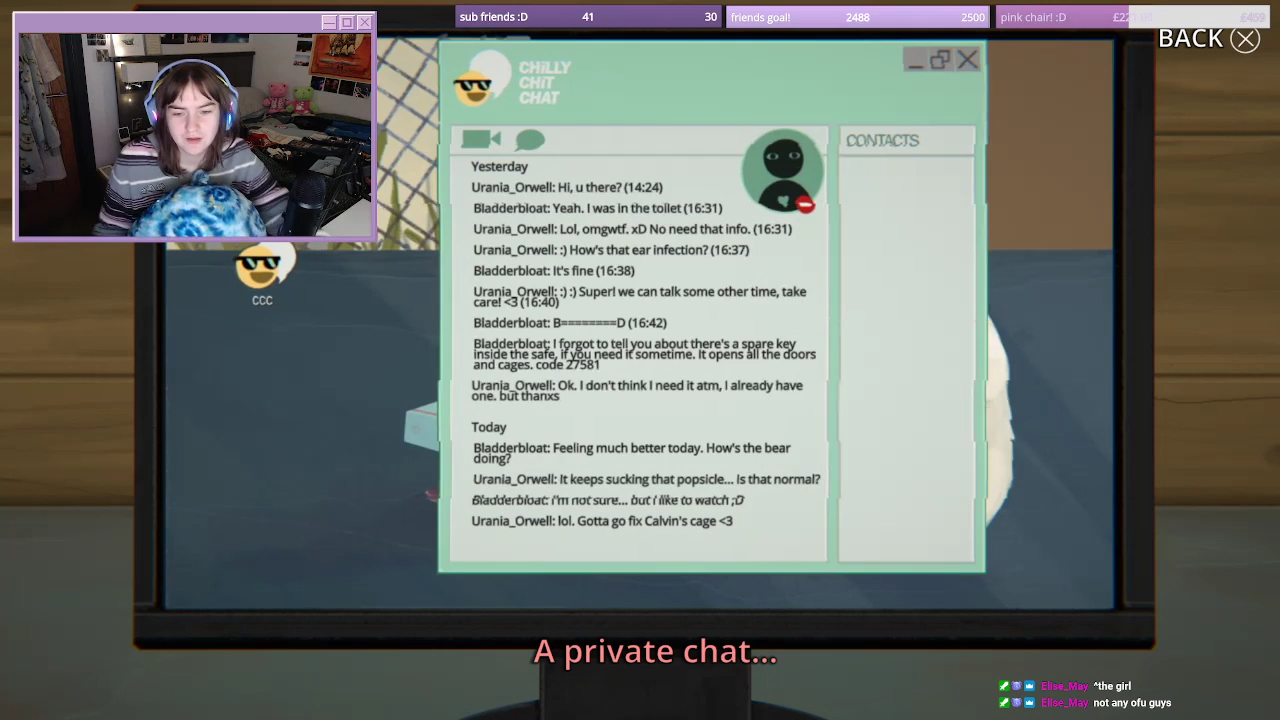 sub friends :D 41 30
friends goal! 2488 2500
pink chair! :D
BACK
CHiLLY
CHiT
CHAT
CONTACTS
Yesterday
Urania_Orwell: Hi, u there? (14:24)
Bladderbloat: Yeah. I was in the toilet (16:31)
Urania_Orwell: Lol, omgwtf. xD No need that info. (16:31)
Urania_Orwell: :) How's that ear infection? (16:37)
Bladderbloat: It's fine (16:38)
Urania_Orwell: :) :) Super! we can talk some other time, take
care! <3 (16:40)
Bladderbloat: B========D (16:42)
Bladderbloat: I forgot to tell you about there's a spare key
inside the safe, if you need it sometime. It opens all the doors
and cages. code 27581
Urania_Orwell: Ok. I don't think I need it atm, I already have
one. but thanxs
Today
Bladderbloat: Feeling much better today. How's the bear
doing?
Urania_Orwell: It keeps sucking that popsicle... Is that normal?
Bladderbloat: i'm not sure... but i like to watch ;D
Urania_Orwell: lol. Gotta go fix Calvin's cage <3
CCC
A private chat...
Elise_May ^the girl
Elise_May not any ofu guys